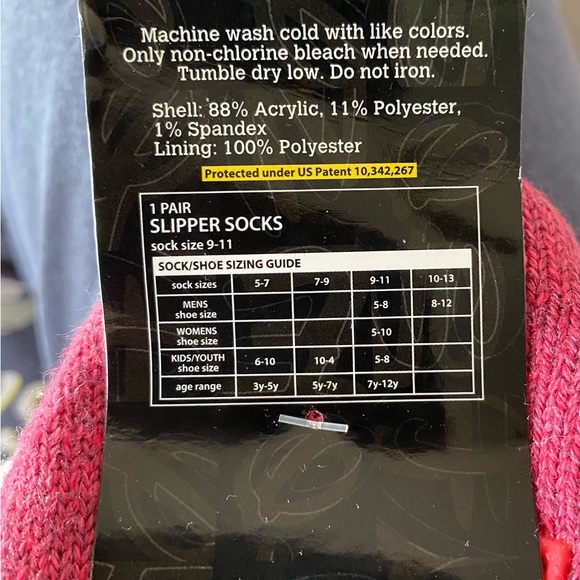 Machine wash cold with like colors.
Only non-chlorine bleach when needed.
Tumble dry low. Do not iron.
Shell: 88% Acrylic, 11% Polyester,
1% Spandex
Lining: 100% Polyester
Protected under US Patent 10,342,267
1 PAIR
SLIPPER SOCKS
sock size 9-11
SOCK/SHOE SIZING GUIDE
sock sizes 5-7 7-9 9-11 10-13
MENS shoe size 5-8 8-12
WOMENS shoe size 5-10
KIDS/YOUTH shoe size 6-10 10-4 5-8
age range 3y-5y 5y-7y 7y-12y